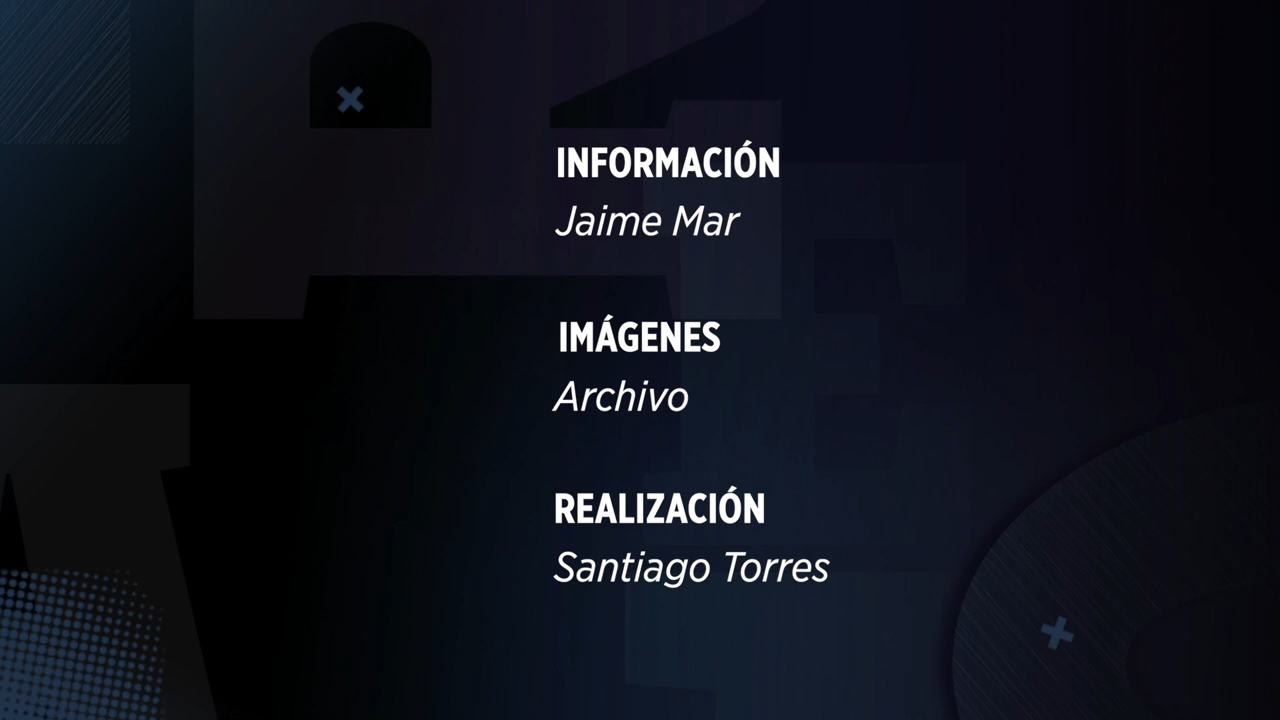 INFORMACIÓN
Jaime Mar
IMÁGENES
Archivo
REALIZACIÓN
Santiago Torres